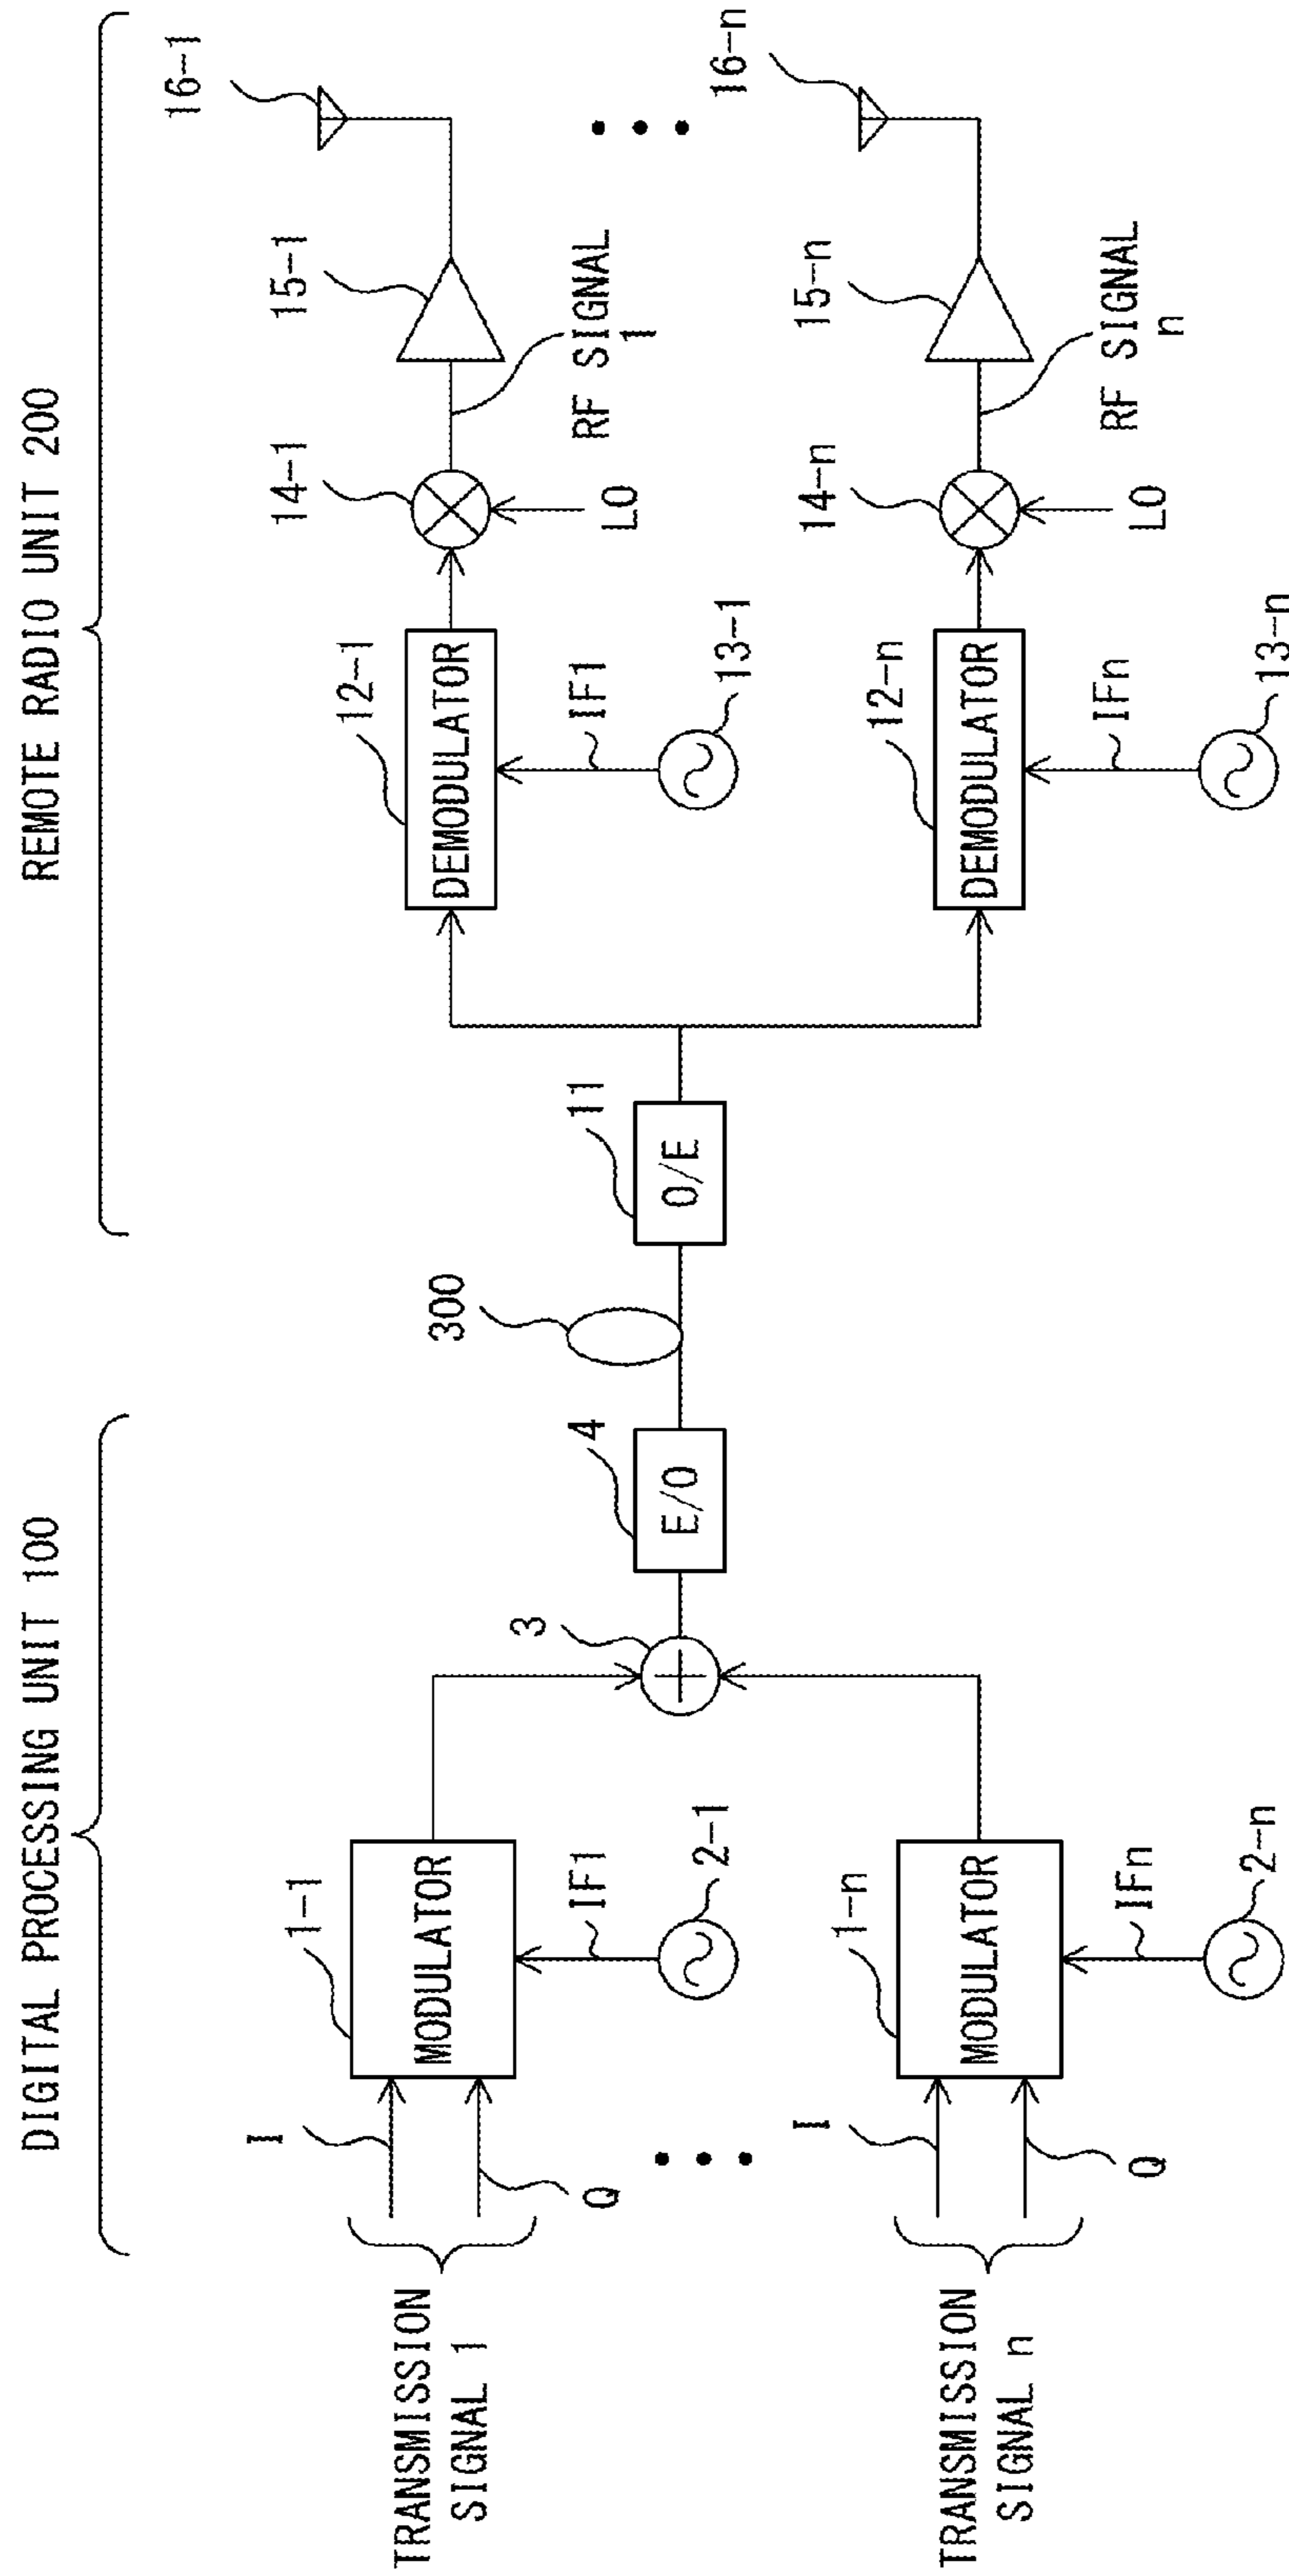 DIGITAL PROCESSING UNIT 100
REMOTE RADIO UNIT 200
TRANSMISSION
SIGNAL 1
I
Q
1-1
MODULATOR
IF1
2-1
3
4
E/O
300
11
O/E
12-1
DEMODULATOR
IF1
13-1
14-1
LO
15-1
RF SIGNAL
1
16-1
TRANSMISSION
SIGNAL n
I
Q
1-n
MODULATOR
IFn
2-n
12-n
DEMODULATOR
IFn
13-n
14-n
LO
15-n
RF SIGNAL
n
16-n